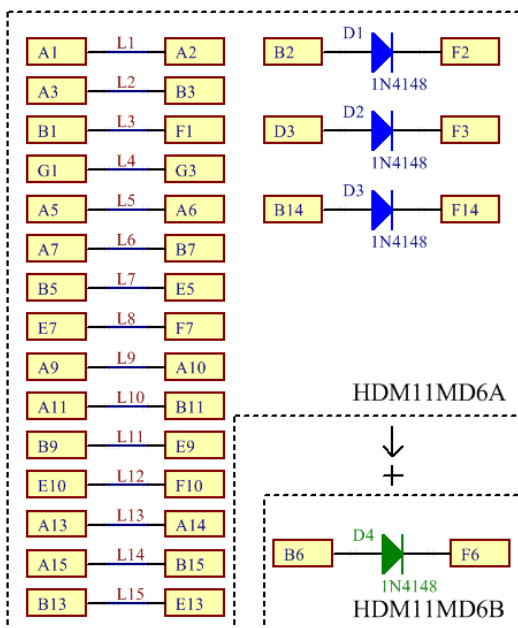 A1 L1 A2
A3 L2 B3
B1 L3 F1
G1 L4 G3
A5 L5 A6
A7 L6 B7
B5 L7 E5
E7 L8 F7
A9 L9 A10
A11 L10 B11
B9 L11 E9
E10 L12 F10
A13 L13 A14
A15 L14 B15
B13 L15 E13
D1
B2 F2
1N4148
D2
D3 F3
1N4148
D3
B14 F14
1N4148
HDM11MD6A
+
D4
B6 F6
1N4148
HDM11MD6B